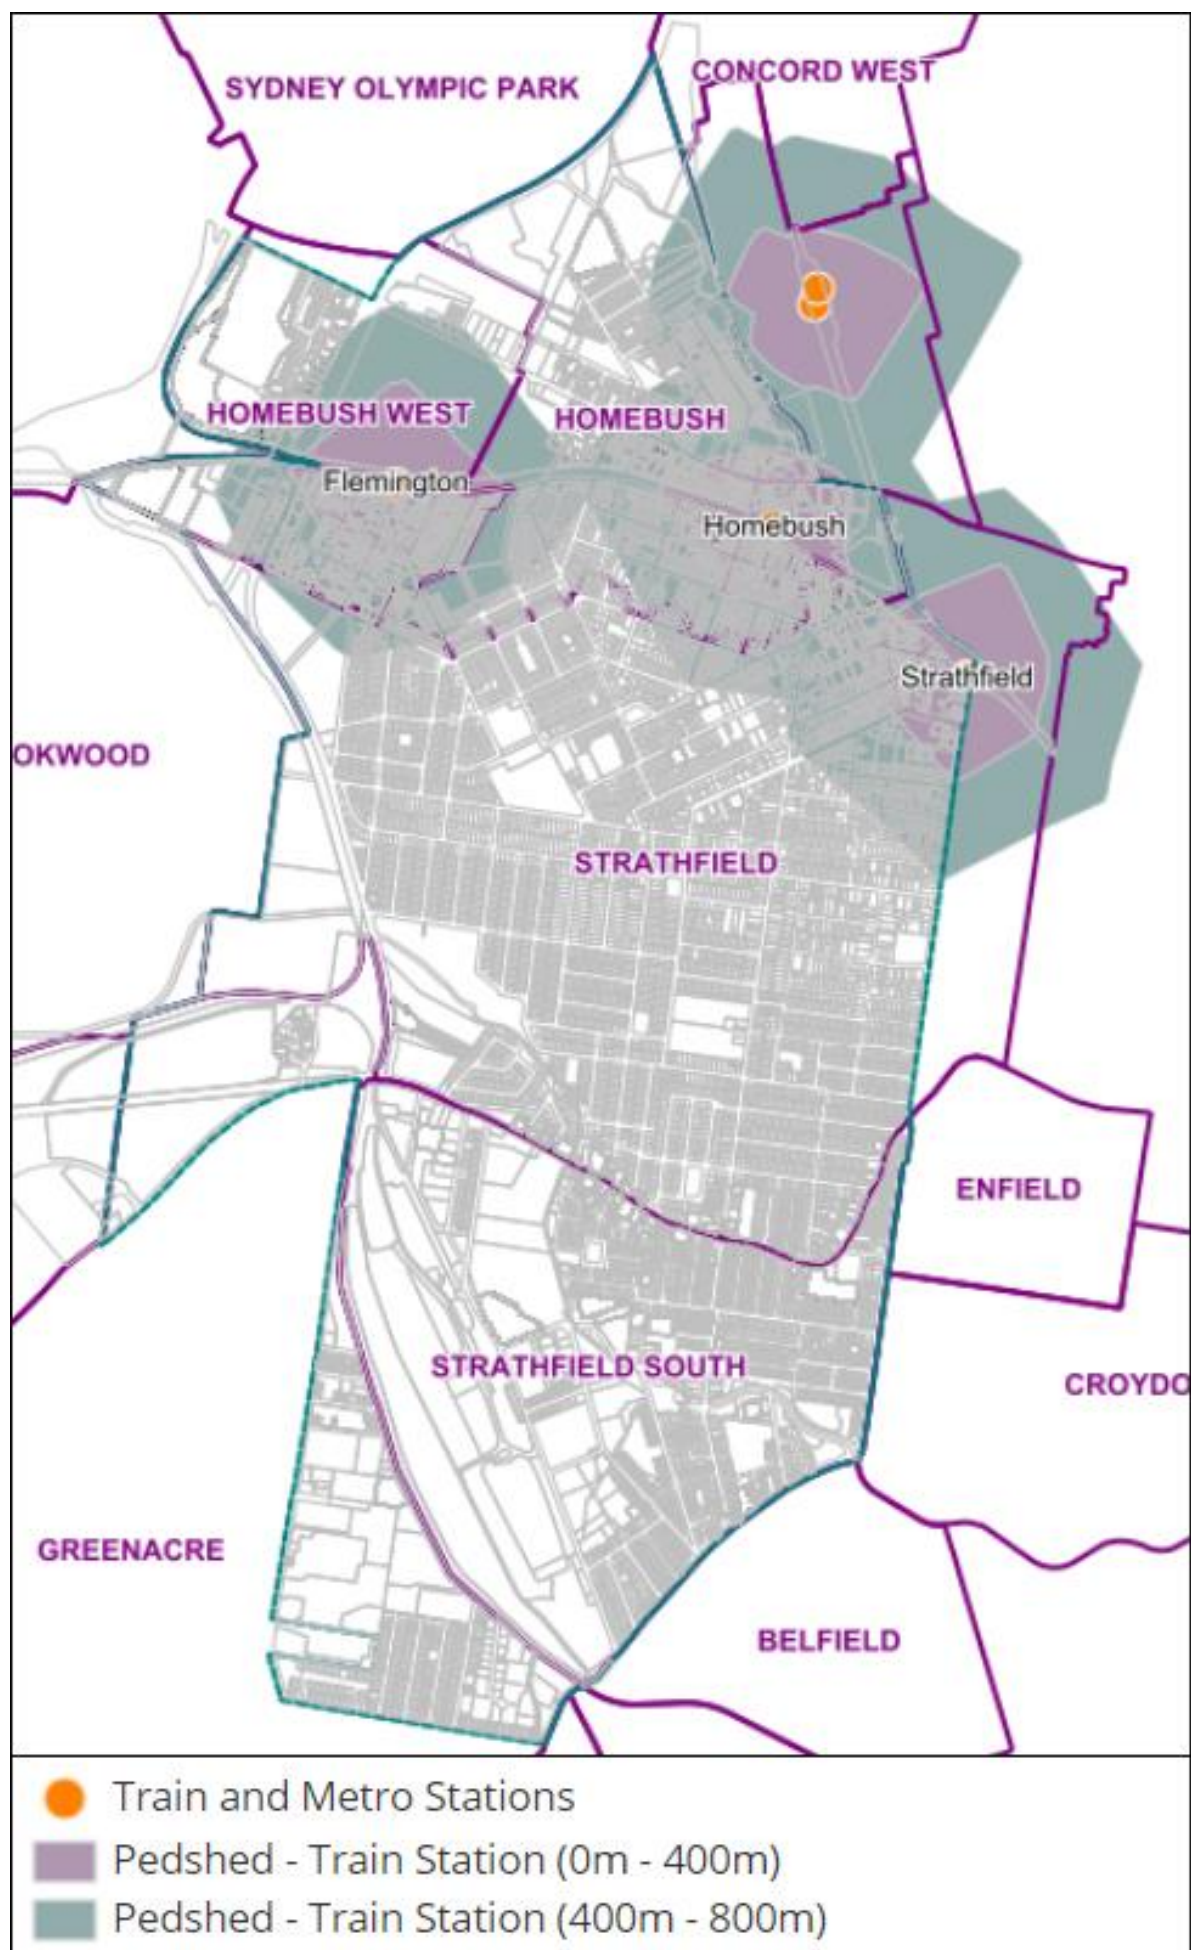 SYDNEY OLYMPIC PARK
CONCORD WEST
HOMEBUSH WEST
HOMEBUSH
Flemington
Homebush
Strathfield
OKWOOD
STRATHFIELD
ENFIELD
STRATHFIELD SOUTH
CROYDO
GREENACRE
BELFIELD
Train and Metro Stations
Pedshed - Train Station (0m - 400m)
Pedshed - Train Station (400m - 800m)